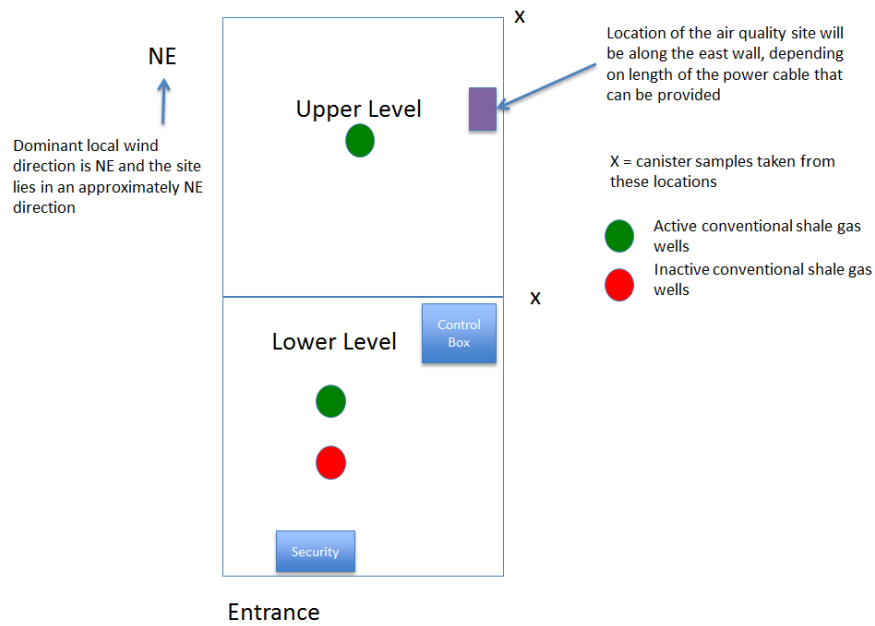 x
Location of the air quality site will
be along the east wall, depending
on length of the power cable that
can be provided
NE
Upper Level
Dominant local wind
direction is NE and the site
lies in an approximately NE
direction
X = canister samples taken from
these locations
Active conventional shale gas
wells
Inactive conventional shale gas
wells
x
Control
Box
Lower Level
Security
Entrance